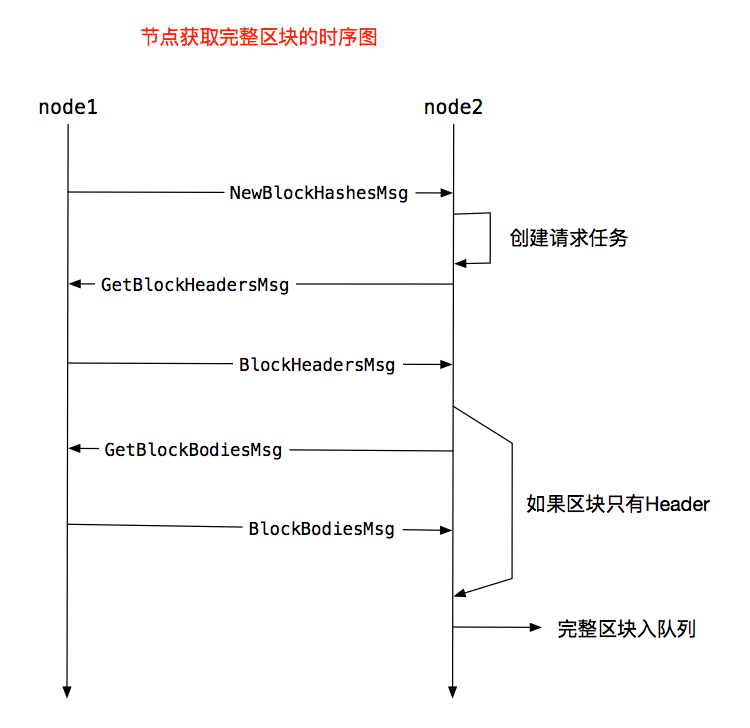 节点获取完整区块的时序图
node1
node2
NewBlockHashesMsg
创建请求任务
GetBlockHeadersMsg
BlockHeadersMsg
GetBlockBodiesMsg
如果区块只有Header
BlockBodiesMsg
完整区块入队列